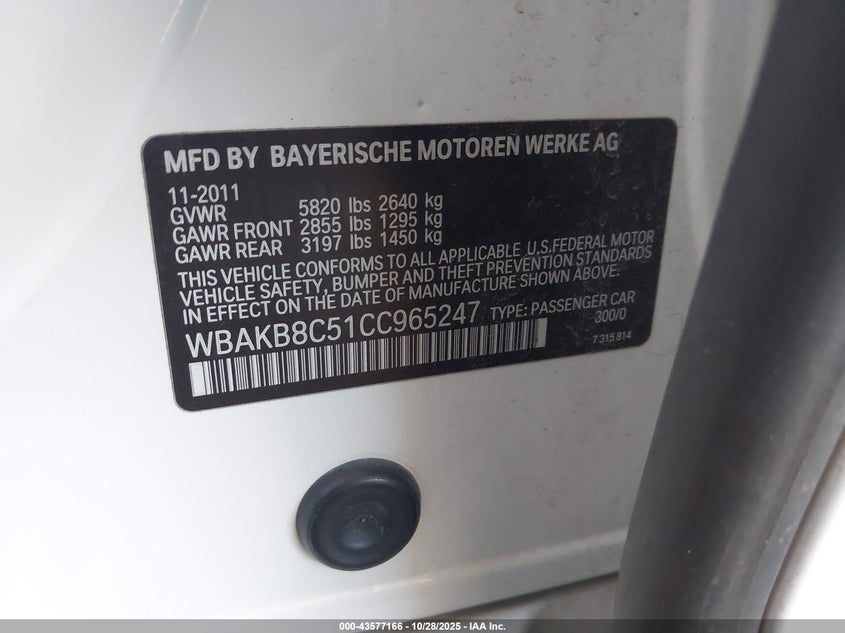 MFD BY BAYERISCHE MOTOREN WERKE AG
11-2011
GVWR 5820 lbs 2640 kg
GAWR FRONT 2855 lbs 1295 kg
GAWR REAR 3197 lbs 1450 kg
THIS VEHICLE CONFORMS TO ALL APPLICABLE U.S.FEDERAL MOTOR
VEHICLE SAFETY, BUMPER AND THEFT PREVENTION STANDARDS
IN EFFECT ON THE DATE OF MANUFACTURE SHOWN ABOVE.
WBAKB8C51CC965247 TYPE: PASSENGER CAR
300/0
7 315 814
000-43577166 - 10/28/2025 - IAA Inc.